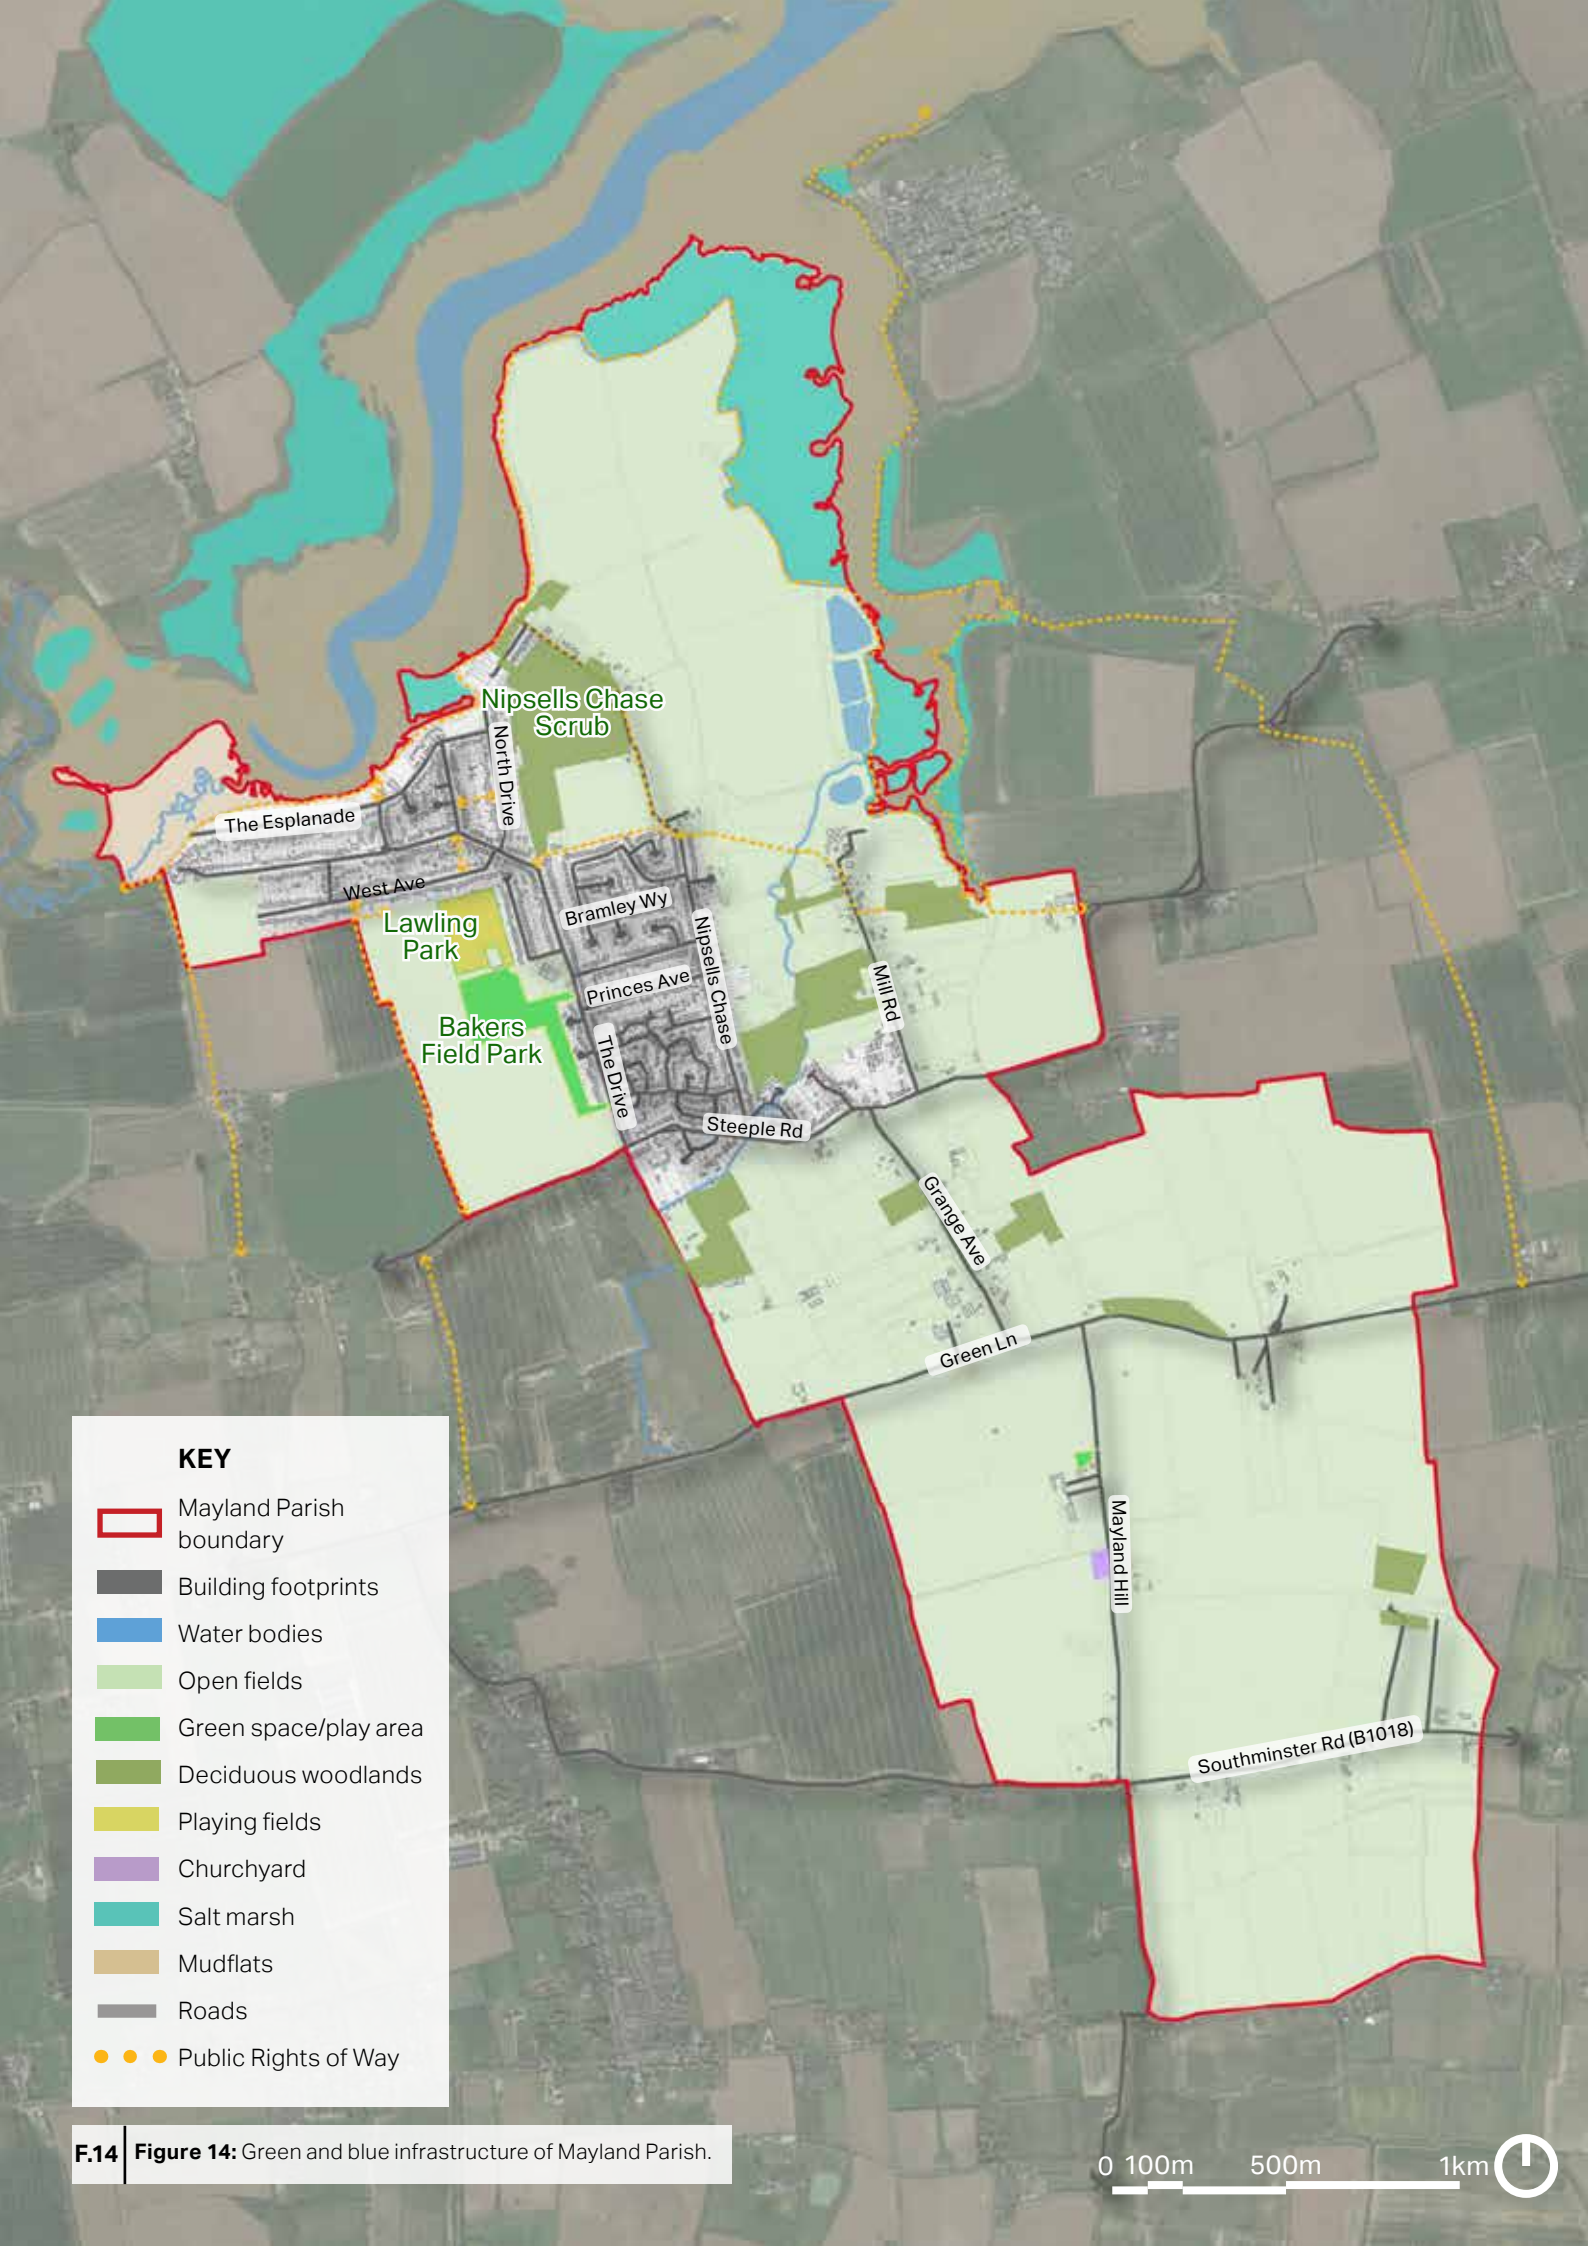 Nipsells Chase
Scrub
North Drive
The Esplanade
West Ave
Lawling
Park
Bramley Wy
Nipsells Chase
Princes Ave
Mill Rd
Bakers
Field Park
The Drive
Steeple Rd
Grange Ave
Green Ln
Mayland Hill
Southminster Rd (B1018)
KEY
Mayland Parish
boundary
Building footprints
Water bodies
Open fields
Green space/play area
Deciduous woodlands
Playing fields
Churchyard
Salt marsh
Mudflats
Roads
Public Rights of Way
F.14 Figure 14: Green and blue infrastructure of Mayland Parish.
0 100m 500m 1km